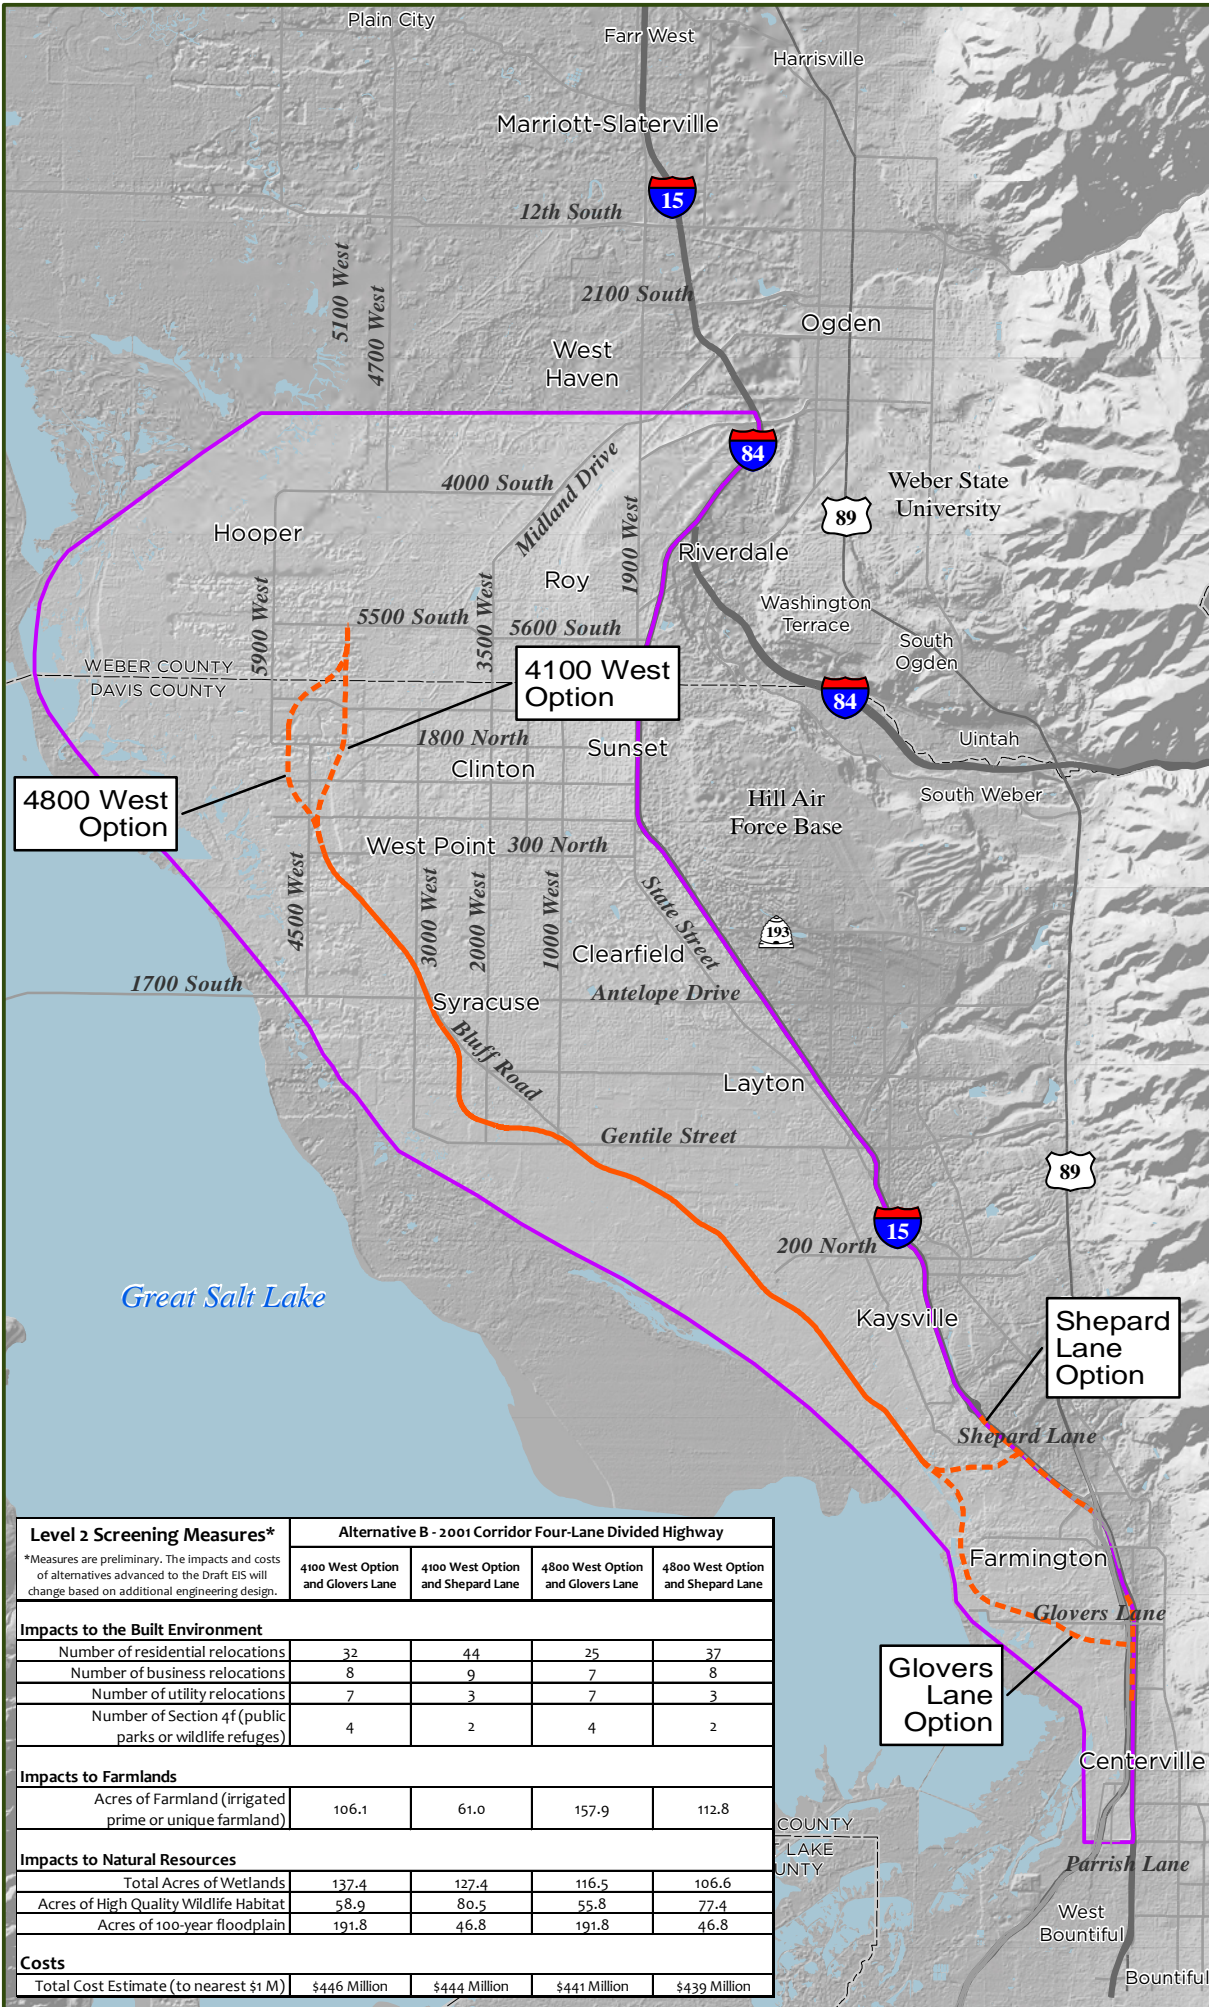 Plain City
Farr West
Harrisville
Marriott-Slaterville
15
12th South
5100 West
4700 West
2100 South
Ogden
West
Haven
84
4000 South
Midland Drive
1900 West
Weber State
University
89
Hooper
Riverdale
Roy
5900 West
3500 West
5500 South
5600 South
Washington
Terrace
South
Ogden
WEBER COUNTY
DAVIS COUNTY
4100 West
Option
84
1800 North
Sunset
Uintah
Clinton
4800 West
Option
Hill Air
Force Base
South Weber
West Point
300 North
4500 West
3000 West
2000 West
1000 West
State Street
193
Clearfield
1700 South
Syracuse
Antelope Drive
Bluff Road
Layton
Gentile Street
89
15
200 North
Great Salt Lake
Kaysville
Shepard
Lane
Option
Shepard Lane
Farmington
Glovers Lane
Glovers
Lane
Option
Centerville
COUNTY
LAKE
UNTY
Parrish Lane
West
Bountiful
Bountiful
Level 2 Screening Measures*
*Measures are preliminary. The impacts and costs
of alternatives advanced to the Draft EIS will
change based on additional engineering design.
Alternative B - 2001 Corridor Four-Lane Divided Highway
4100 West Option
and Glovers Lane
4100 West Option
and Shepard Lane
4800 West Option
and Glovers Lane
4800 West Option
and Shepard Lane
Impacts to the Built Environment
Number of residential relocations 32 44 25 37
Number of business relocations 8 9 7 8
Number of utility relocations 7 3 7 3
Number of Section 4f (public
parks or wildlife refuges) 4 2 4 2
Impacts to Farmlands
Acres of Farmland (irrigated
prime or unique farmland) 106.1 61.0 157.9 112.8
Impacts to Natural Resources
Total Acres of Wetlands 137.4 127.4 116.5 106.6
Acres of High Quality Wildlife Habitat 58.9 80.5 55.8 77.4
Acres of 100-year floodplain 191.8 46.8 191.8 46.8
Costs
Total Cost Estimate (to nearest $1 M) $446 Million $444 Million $441 Million $439 Million